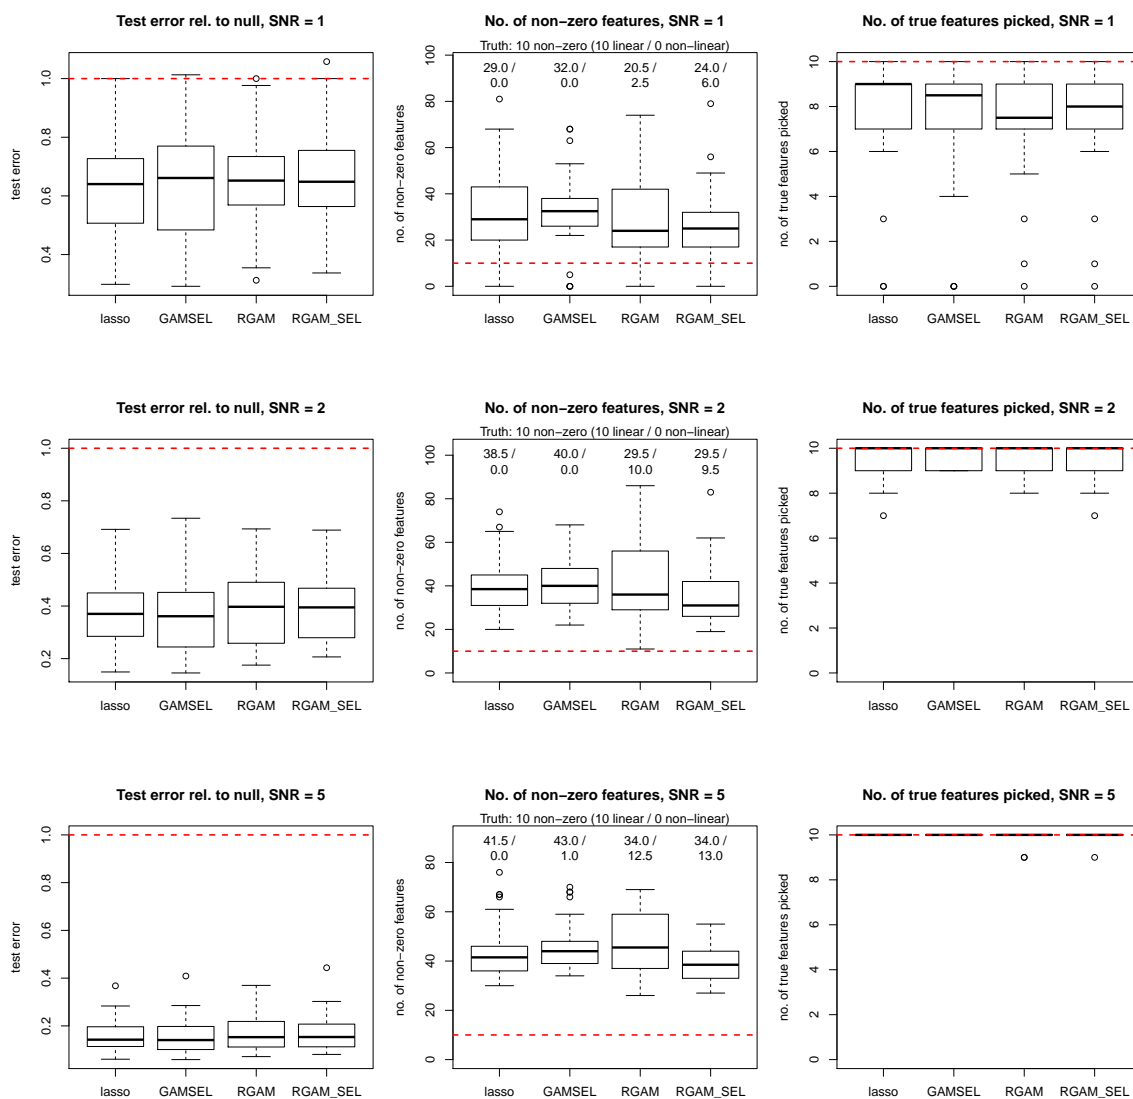 Test error rel. to null, SNR = 1
test error
0.4
0.6
0.8
1.0
lasso
GAMSEL
RGAM
RGAM_SEL
No. of non-zero features, SNR = 1
Truth: 10 non-zero (10 linear / 0 non-linear)
29.0 / 0.0
32.0 / 0.0
20.5 / 2.5
24.0 / 6.0
no. of non-zero features
0
20
40
60
80
100
lasso
GAMSEL
RGAM
RGAM_SEL
No. of true features picked, SNR = 1
no. of true features picked
0
2
4
6
8
10
lasso
GAMSEL
RGAM
RGAM_SEL
Test error rel. to null, SNR = 2
test error
0.2
0.4
0.6
0.8
1.0
lasso
GAMSEL
RGAM
RGAM_SEL
No. of non-zero features, SNR = 2
Truth: 10 non-zero (10 linear / 0 non-linear)
38.5 / 0.0
40.0 / 0.0
29.5 / 10.0
29.5 / 9.5
no. of non-zero features
0
20
40
60
80
100
lasso
GAMSEL
RGAM
RGAM_SEL
No. of true features picked, SNR = 2
no. of true features picked
0
2
4
6
8
10
lasso
GAMSEL
RGAM
RGAM_SEL
Test error rel. to null, SNR = 5
test error
0.2
0.4
0.6
0.8
1.0
lasso
GAMSEL
RGAM
RGAM_SEL
No. of non-zero features, SNR = 5
Truth: 10 non-zero (10 linear / 0 non-linear)
41.5 / 0.0
43.0 / 1.0
34.0 / 12.5
34.0 / 13.0
no. of non-zero features
0
20
40
60
80
lasso
GAMSEL
RGAM
RGAM_SEL
No. of true features picked, SNR = 5
no. of true features picked
0
2
4
6
8
10
lasso
GAMSEL
RGAM
RGAM_SEL